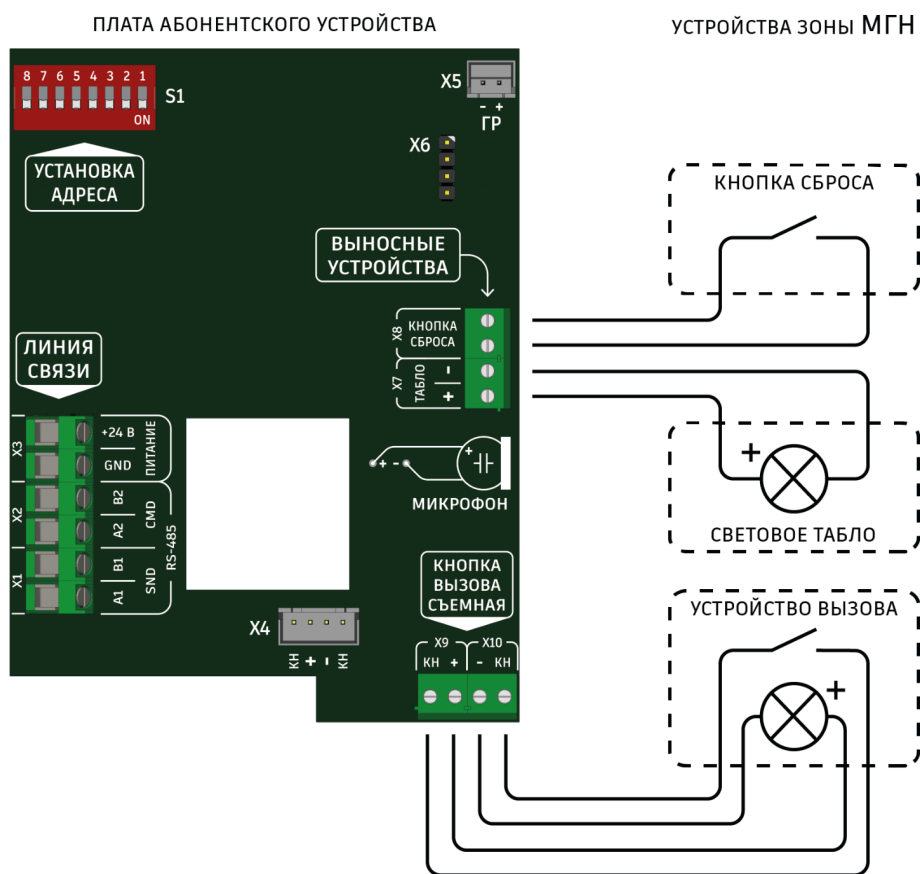 ПЛАТА АБОНЕНТСКОГО УСТРОЙСТВА
УСТРОЙСТВА ЗОНЫ МГН
8 7 6 5 4 3 2 1
S1
ON
УСТАНОВКА
АДРЕСА
X5
- +
ГР
X6
ВЫНОСНЫЕ
УСТРОЙСТВА
X8
КНОПКА
СБРОСА
X7
ТАБЛО
-
+
ЛИНИЯ
СВЯЗИ
X3
+24 В
GND
ПИТАНИЕ
X2
B2
A2
CMD
X1
B1
A1
SND
RS-485
+ -
+
МИКРОФОН
КНОПКА
ВЫЗОВА
СЪЕМНАЯ
X4
КН + - КН
X9 X10
КН + - КН
КНОПКА СБРОСА
+
СВЕТОВОЕ ТАБЛО
УСТРОЙСТВО ВЫЗОВА
+